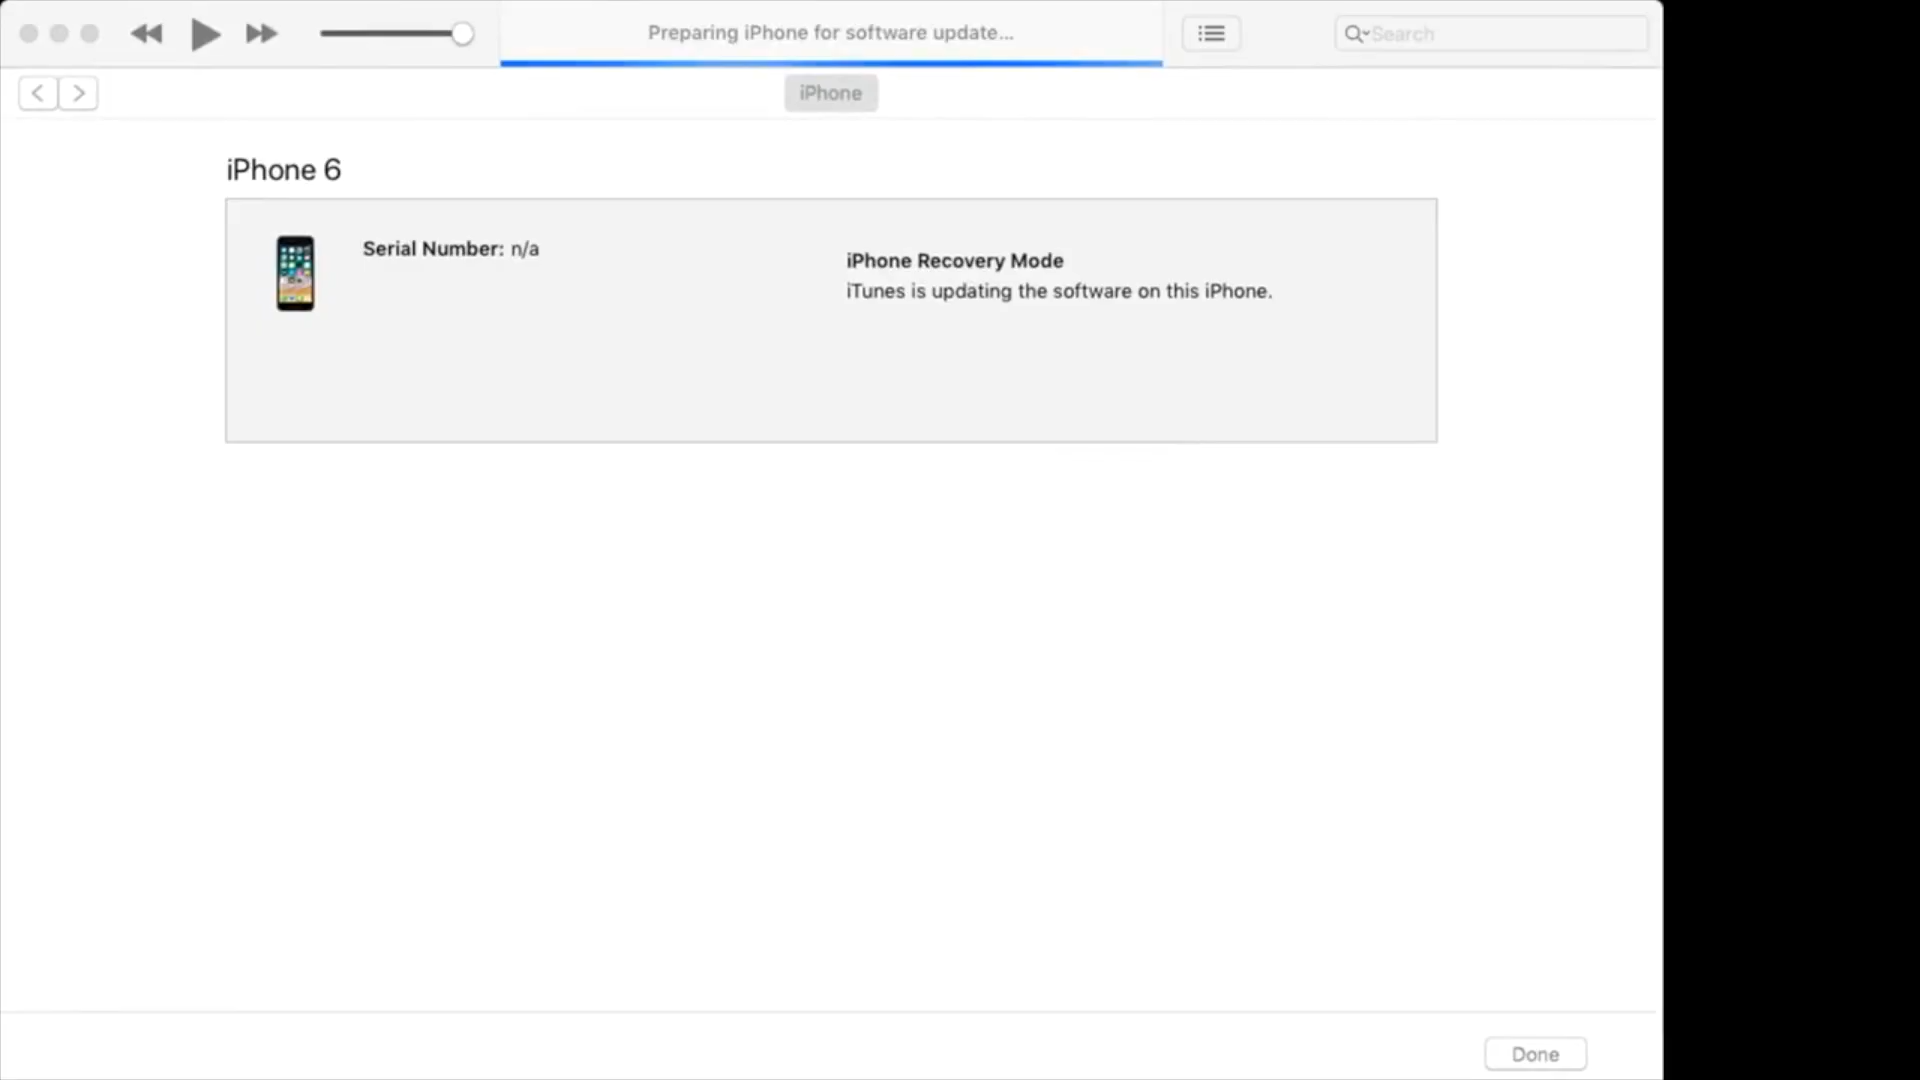 Preparing iPhone for software update...
Search
iPhone
iPhone 6
Serial Number: n/a
iPhone Recovery Mode
iTunes is updating the software on this iPhone.
Done